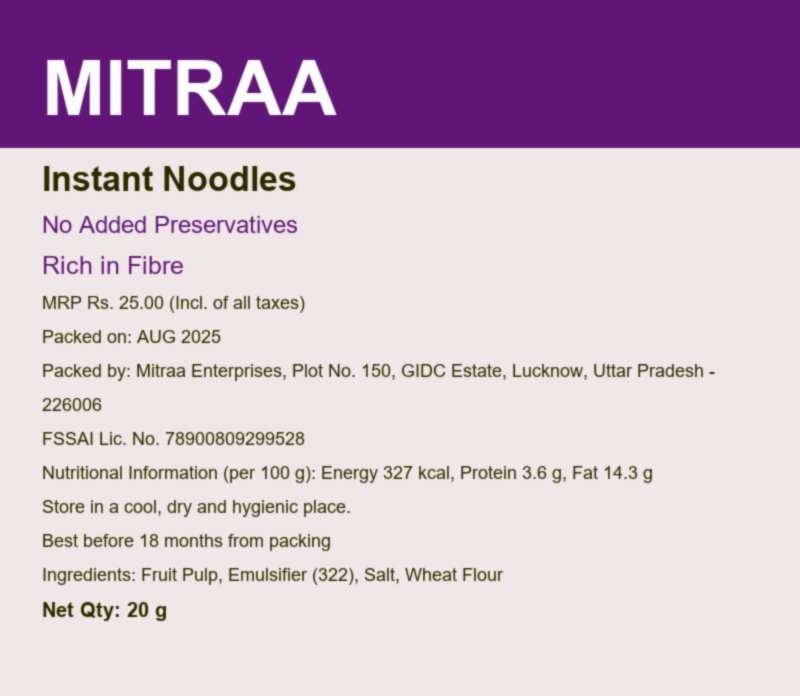 MITRAA
Instant Noodles
No Added Preservatives
Rich in Fibre
MRP Rs. 25.00 (Incl. of all taxes)
Packed on: AUG 2025
Packed by: Mitraa Enterprises, Plot No. 150, GIDC Estate, Lucknow, Uttar Pradesh -
226006
FSSAI Lic. No. 78900809299528
Nutritional Information (per 100 g): Energy 327 kcal, Protein 3.6 g, Fat 14.3 g
Store in a cool, dry and hygienic place.
Best before 18 months from packing
Ingredients: Fruit Pulp, Emulsifier (322), Salt, Wheat Flour
Net Qty: 20 g